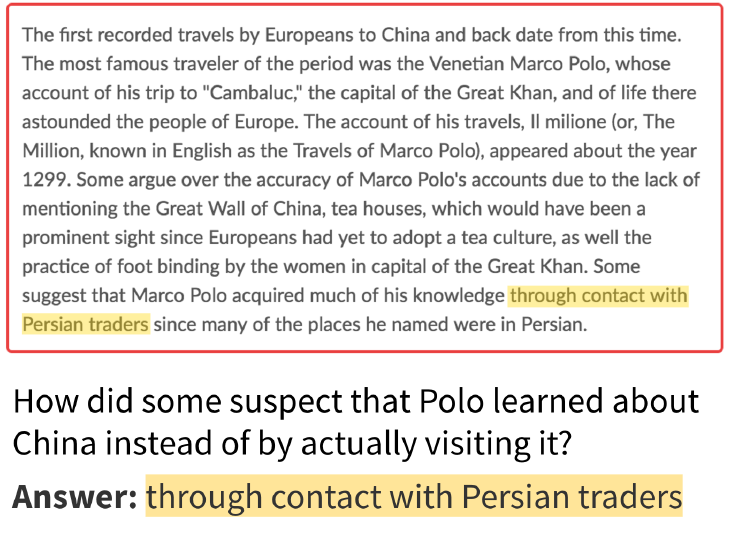 The first recorded travels by Europeans to China and back date from this time.
The most famous traveler of the period was the Venetian Marco Polo, whose
account of his trip to "Cambaluc," the capital of the Great Khan, and of life there
astounded the people of Europe. The account of his travels, Il milione (or, The
Million, known in English as the Travels of Marco Polo), appeared about the year
1299. Some argue over the accuracy of Marco Polo's accounts due to the lack of
mentioning the Great Wall of China, tea houses, which would have been a
prominent sight since Europeans had yet to adopt a tea culture, as well the
practice of foot binding by the women in capital of the Great Khan. Some
suggest that Marco Polo acquired much of his knowledge through contact with
Persian traders since many of the places he named were in Persian.
How did some suspect that Polo learned about
China instead of by actually visiting it?
Answer: through contact with Persian traders